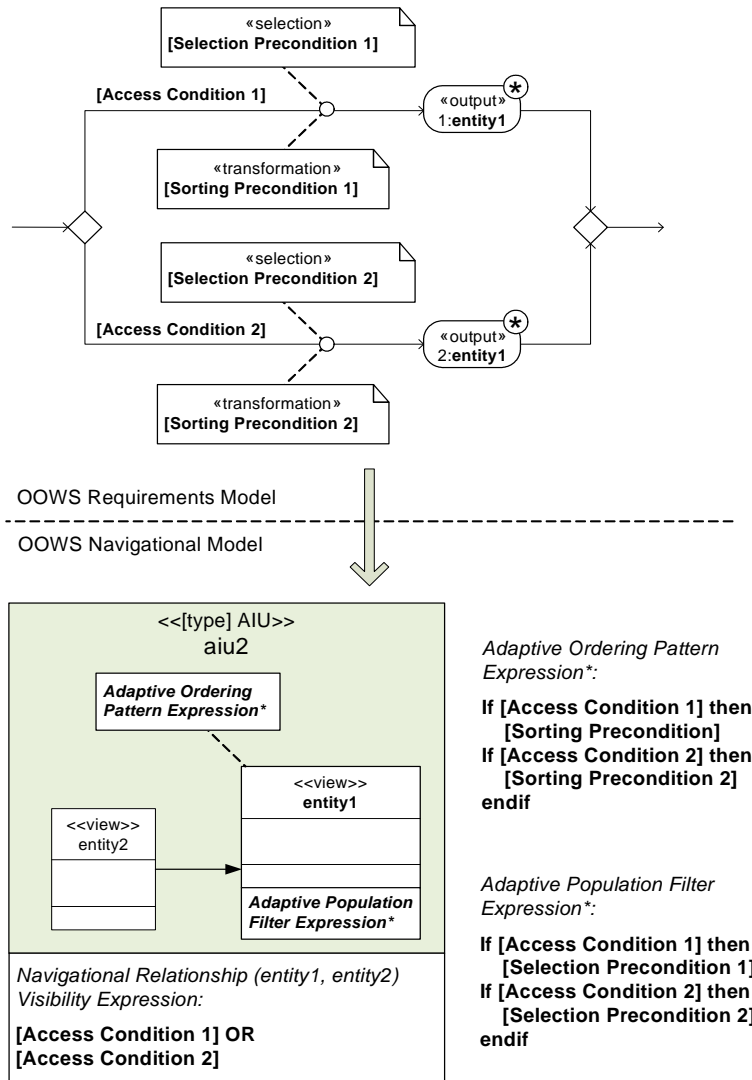 «selection»
[Selection Precondition 1]
[Access Condition 1]
*
«output»
1:entity1
«transformation»
[Sorting Precondition 1]
«selection»
[Selection Precondition 2]
[Access Condition 2]
*
«output»
2:entity1
«transformation»
[Sorting Precondition 2]
OOWS Requirements Model
OOWS Navigational Model
<<[type] AIU>>
aiu2
Adaptive Ordering
Pattern Expression*
<<view>>
entity1
<<view>>
entity2
Adaptive Population
Filter Expression*
Navigational Relationship (entity1, entity2)
Visibility Expression:
[Access Condition 1] OR
[Access Condition 2]
Adaptive Ordering Pattern
Expression*:
If [Access Condition 1] then
[Sorting Precondition]
If [Access Condition 2] then
[Sorting Precondition 2]
endif
Adaptive Population Filter
Expression*:
If [Access Condition 1] then
[Selection Precondition 1]
If [Access Condition 2] then
[Selection Precondition 2]
endif